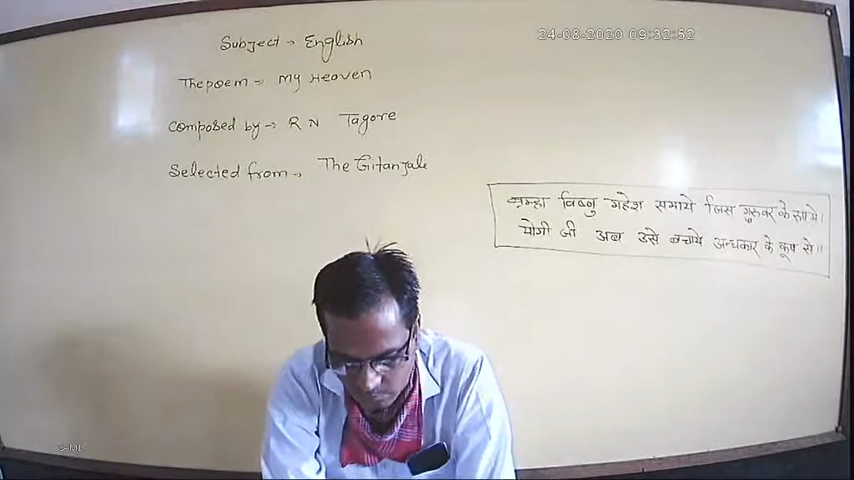 Subject → English
24-08-2020 09:32:52
The poem → My Heaven
Composed by → R N Tagore
Selected from → The Gitanjali
ब्रम्हा विष्नु महेश समाये जिस गुरुवर के रुप मे।
योगी जी अब उसे बचाये अन्धकार के कूप से॥